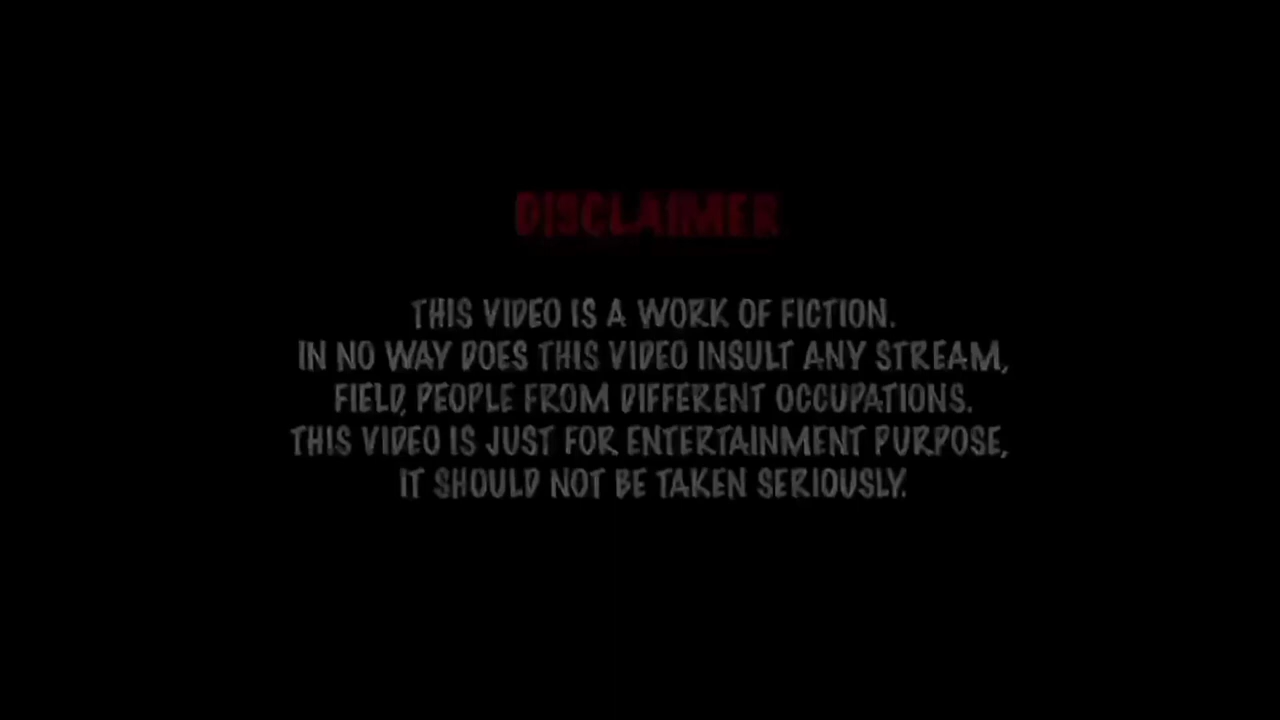 DISCLAIMER
THIS VIDEO IS A WORK OF FICTION.
IN NO WAY DOES THIS VIDEO INSULT ANY STREAM,
FIELD, PEOPLE FROM DIFFERENT OCCUPATIONS.
THIS VIDEO IS JUST FOR ENTERTAINMENT PURPOSE,
IT SHOULD NOT BE TAKEN SERIOUSLY.